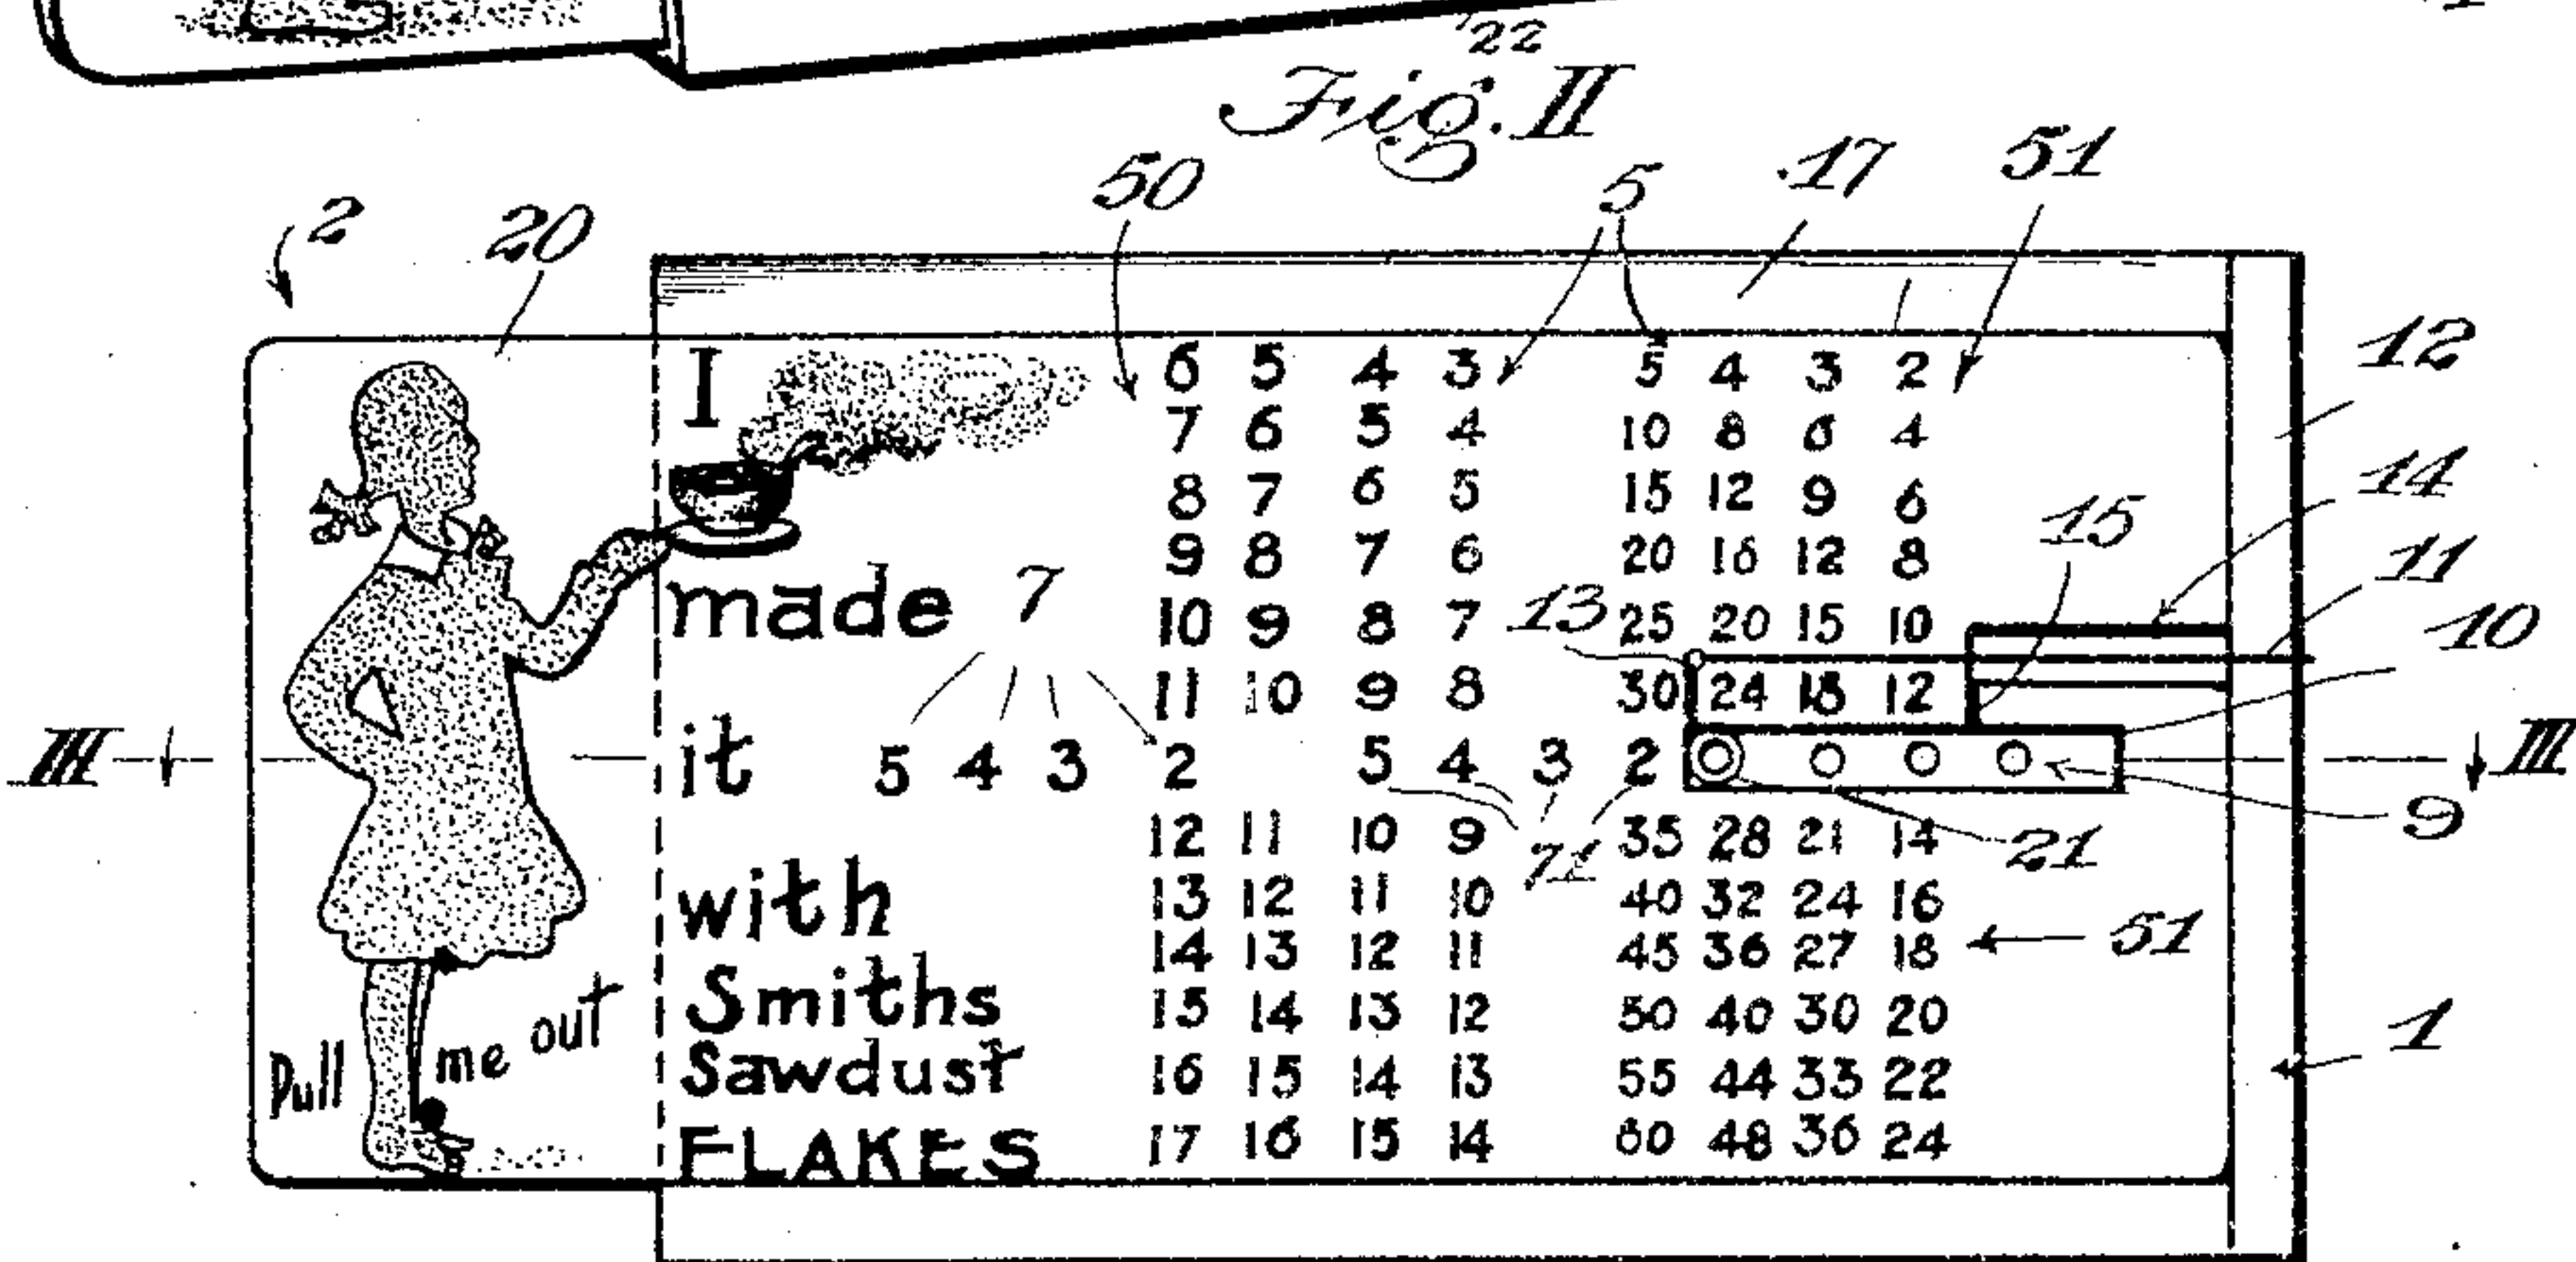 22
Fig. II
50 5 17 51
2 20
I 6 5 4 3 5 4 3 2 12
7 6 5 4 10 8 6 4
8 7 6 5 15 12 9 6 14
9 8 7 6 20 16 12 8 15 11
made 7 10 9 8 7 13 25 20 15 10 10
11 10 9 8 30 24 18 12
III it 5 4 3 2 5 4 3 2 III
12 11 10 9 71 35 28 21 14 21 9
with 13 12 11 10 40 32 24 16
14 13 12 11 45 36 27 18 51
Smiths 15 14 13 12 50 40 30 20
Pull me out Sawdust 16 15 14 13 55 44 33 22 1
FLAKES 17 16 15 14 60 48 36 24